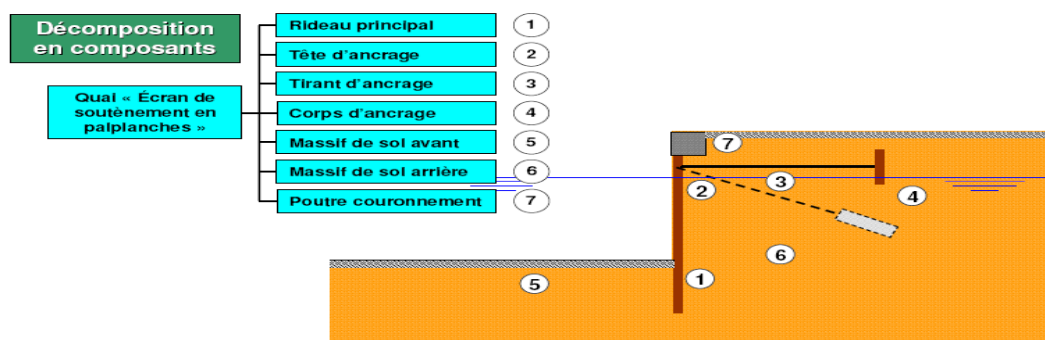 Décomposition
en composants
Quai « Écran de
soutènement en
palplanches »
Rideau principal 1
Tête d'ancrage 2
Tirant d'ancrage 3
Corps d'ancrage 4
Massif de sol avant 5
Massif de sol arrière 6
Poutre couronnement 7
7
2
3
4
6
1
5